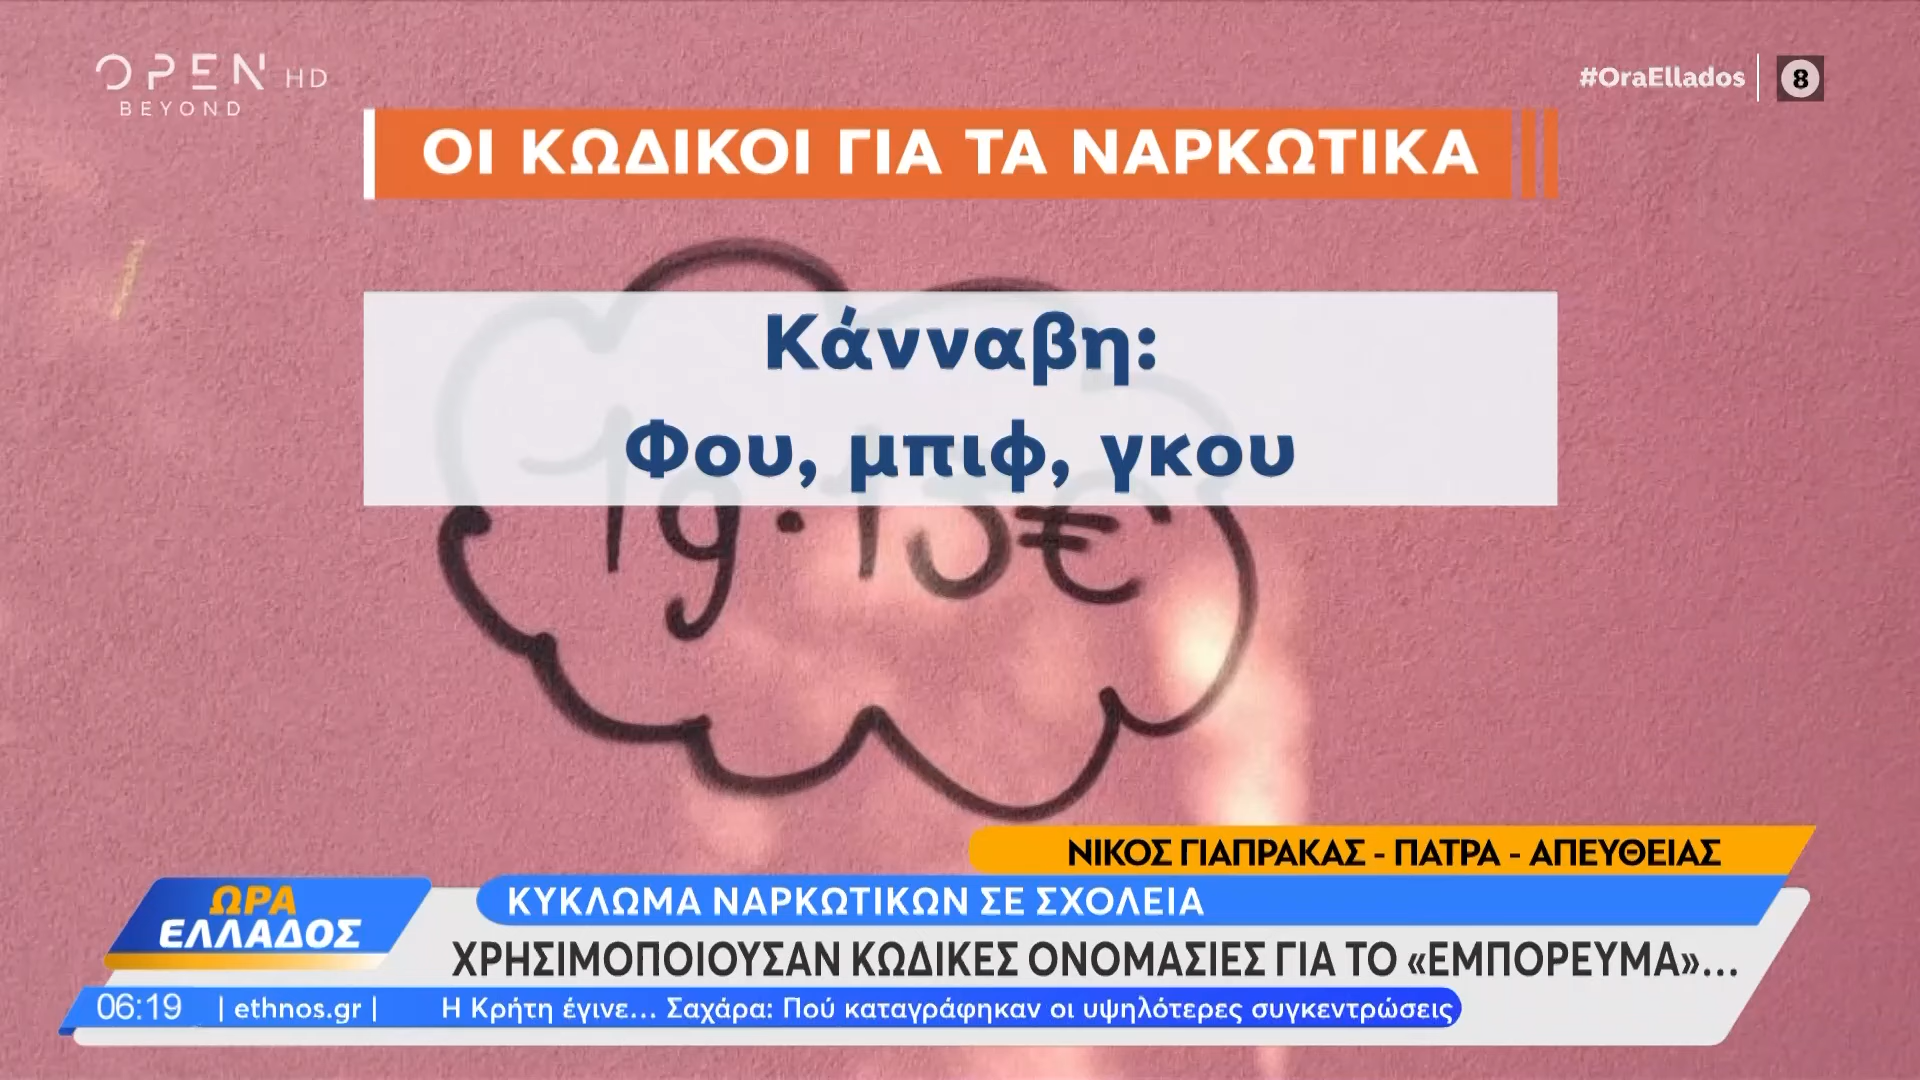 OPEN HD
BEYOND
#OraEllados
8
ΟΙ ΚΩΔΙΚΟΙ ΓΙΑ ΤΑ ΝΑΡΚΩΤΙΚΑ
Κάνναβη:
Φου, μπιφ, γκου
1g·15€
ΝΙΚΟΣ ΓΙΑΠΡΑΚΑΣ - ΠΑΤΡΑ - ΑΠΕΥΘΕΙΑΣ
ΩΡΑ
ΕΛΛΑΔΟΣ
ΚΥΚΛΩΜΑ ΝΑΡΚΩΤΙΚΩΝ ΣΕ ΣΧΟΛΕΙΑ
ΧΡΗΣΙΜΟΠΟΙΟΥΣΑΝ ΚΩΔΙΚΕΣ ΟΝΟΜΑΣΙΕΣ ΓΙΑ ΤΟ «ΕΜΠΟΡΕΥΜΑ»...
06:19 | ethnos.gr | Η Κρήτη έγινε... Σαχάρα: Πού καταγράφηκαν οι υψηλότερες συγκεντρώσεις